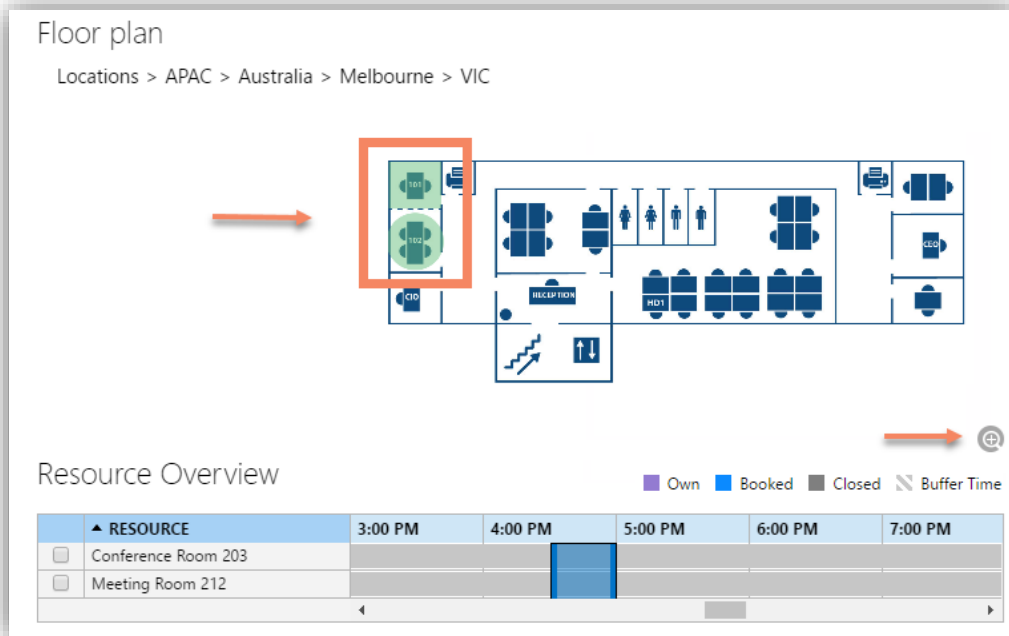 Floor plan
Locations > APAC > Australia > Melbourne > VIC
101
102
CEO
CIO
RECEPTION
HD1
Resource Overview
Own Booked Closed Buffer Time
RESOURCE 3:00 PM 4:00 PM 5:00 PM 6:00 PM 7:00 PM
Conference Room 203
Meeting Room 212